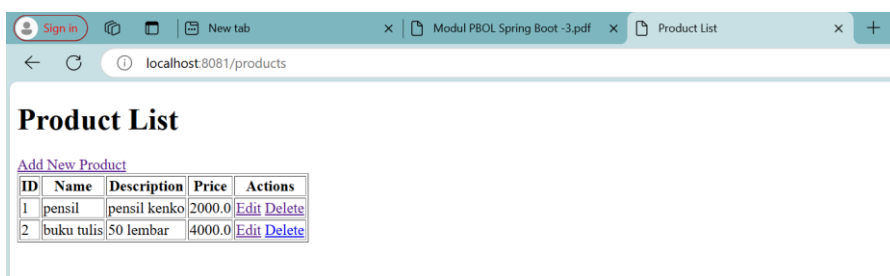 Sign in
New tab
Modul PBOL Spring Boot -3.pdf
Product List
localhost:8081/products
Product List
Add New Product
ID Name Description Price Actions
1 pensil pensil kenko 2000.0 Edit Delete
2 buku tulis 50 lembar 4000.0 Edit Delete